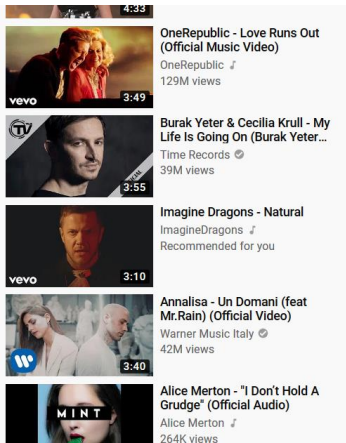 4:33
OneRepublic - Love Runs Out
(Official Music Video)
OneRepublic
129M views
vevo
3:49
Burak Yeter & Cecilia Krull - My
Life Is Going On (Burak Yeter...
Time Records
39M views
TV
3:55
Imagine Dragons - Natural
ImagineDragons
Recommended for you
vevo
3:10
Annalisa - Un Domani (feat
Mr.Rain) (Official Video)
Warner Music Italy
42M views
3:40
Alice Merton - "I Don't Hold A
Grudge" (Official Audio)
Alice Merton
264K views
MINT